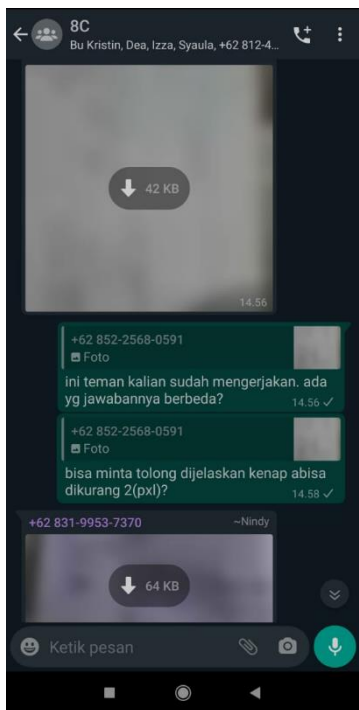 8C
Bu Kristin, Dea, Izza, Syaula, +62 812-4...
42 KB
14.56
+62 852-2568-0591
Foto
ini teman kalian sudah mengerjakan. ada
yg jawabannya berbeda?
14.56
+62 852-2568-0591
Foto
bisa minta tolong dijelaskan kenap abisa
dikurang 2(pxl)?
14.58
+62 831-9953-7370
~Nindy
64 KB
Ketik pesan